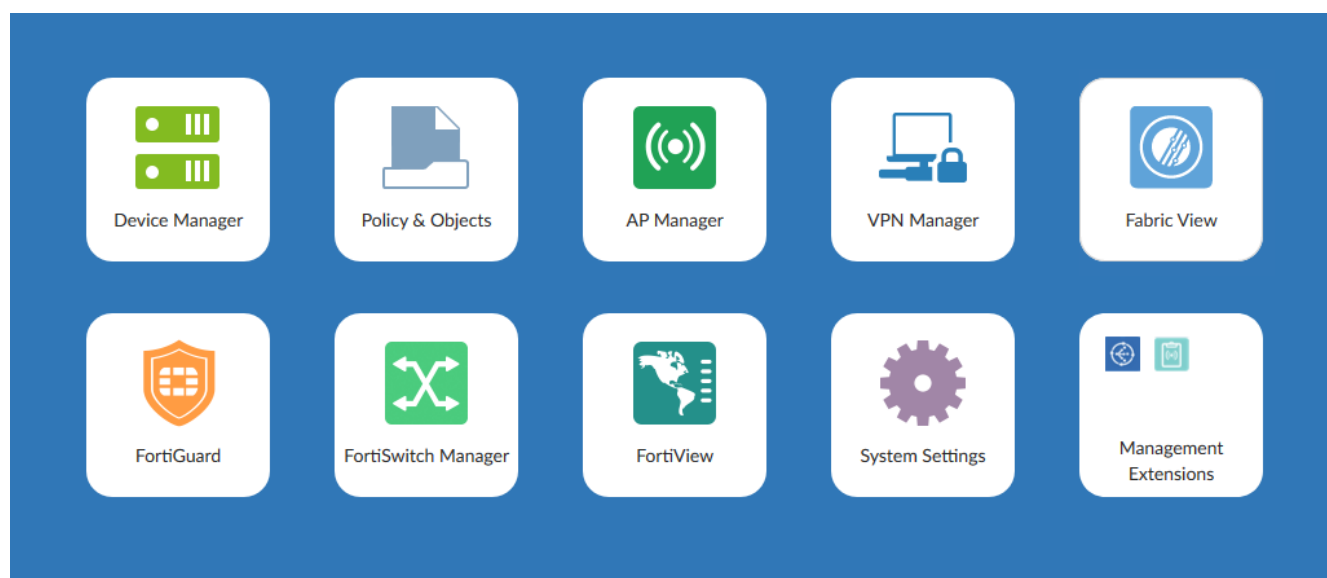 Device Manager
Policy & Objects
AP Manager
VPN Manager
Fabric View
FortiGuard
FortiSwitch Manager
FortiView
System Settings
Management
Extensions